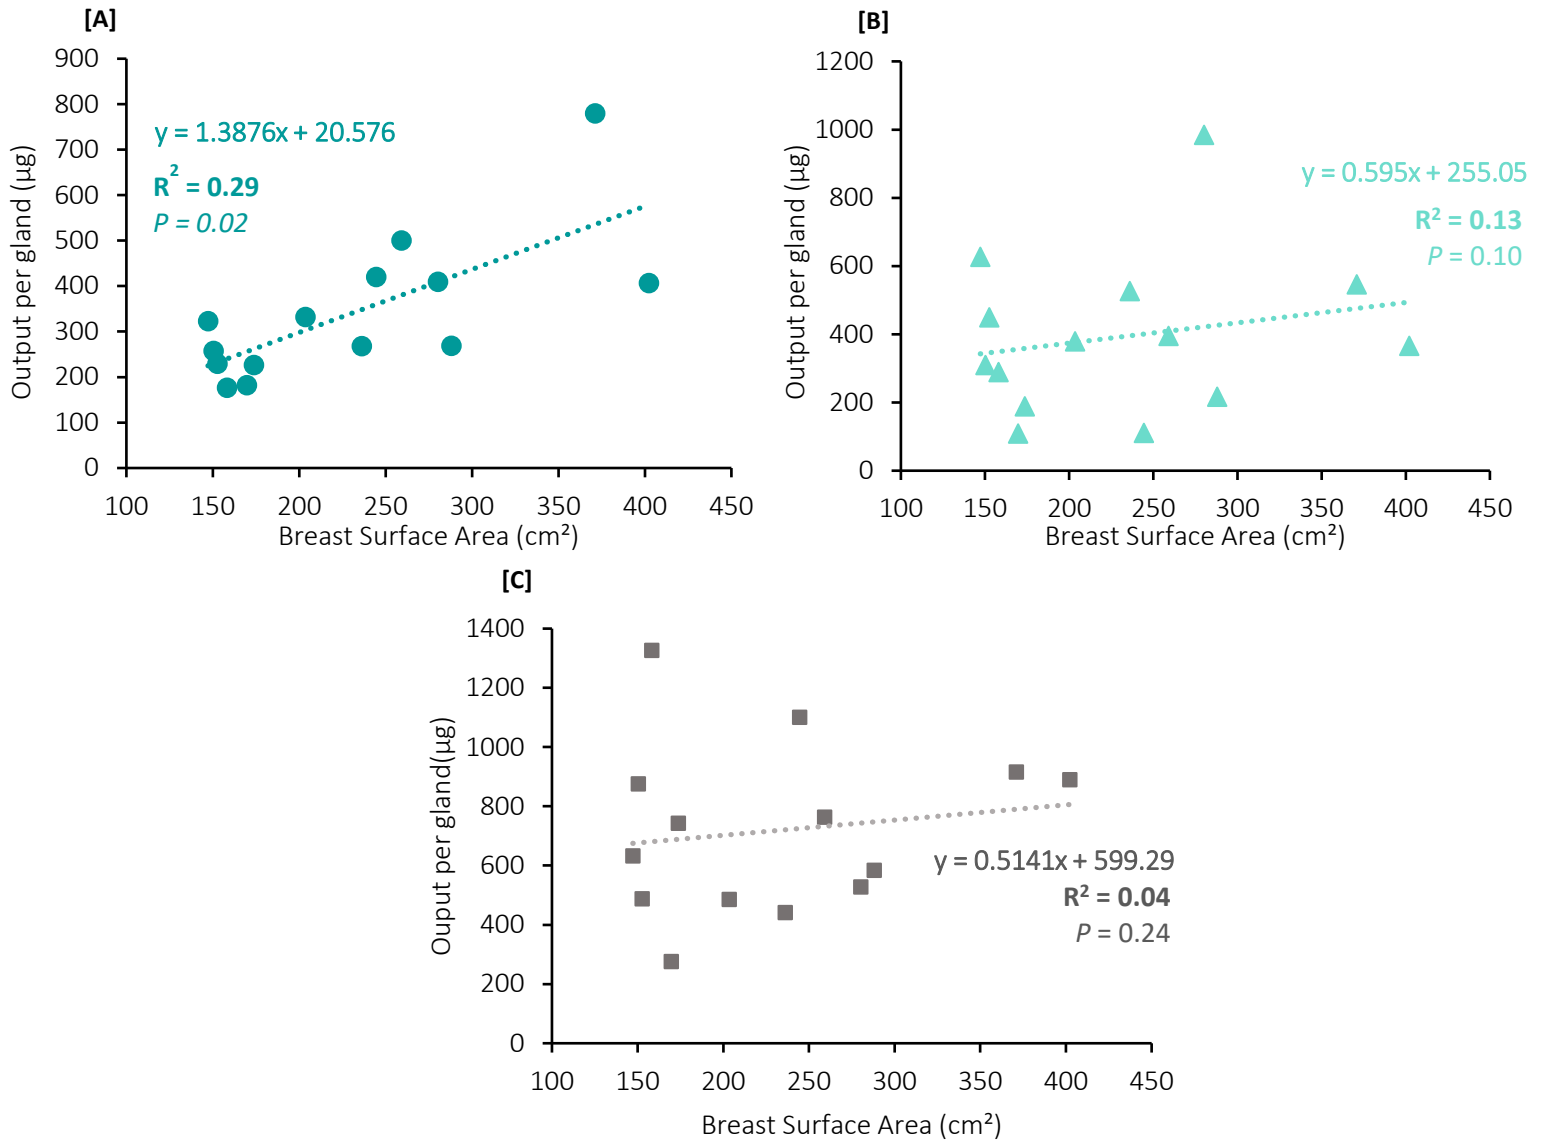 [A]
900
800
700
600
500
400
300
200
100
0
Output per gland (µg)
y = 1.3876x + 20.576
R² = 0.29
P = 0.02
100 150 200 250 300 350 400 450
Breast Surface Area (cm²)
[B]
1200
1000
800
600
400
200
0
Output per gland (µg)
y = 0.595x + 255.05
R² = 0.13
P = 0.10
100 150 200 250 300 350 400 450
Breast Surface Area (cm²)
[C]
1400
1200
1000
800
600
400
200
0
Ouput per gland(µg)
y = 0.5141x + 599.29
R² = 0.04
P = 0.24
100 150 200 250 300 350 400 450
Breast Surface Area (cm²)